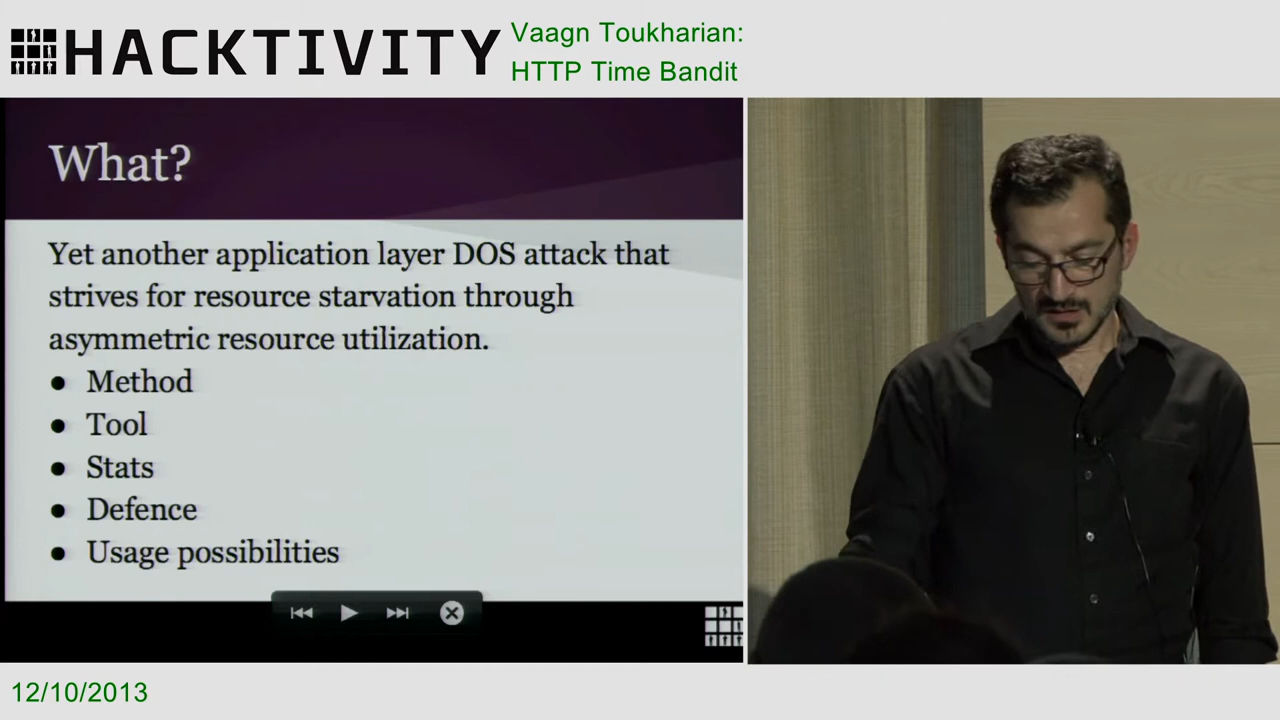 HACKTIVITY
Vaagn Toukharian:
HTTP Time Bandit
What?
Yet another application layer DOS attack that
strives for resource starvation through
asymmetric resource utilization.
● Method
● Tool
● Stats
● Defence
● Usage possibilities
12/10/2013